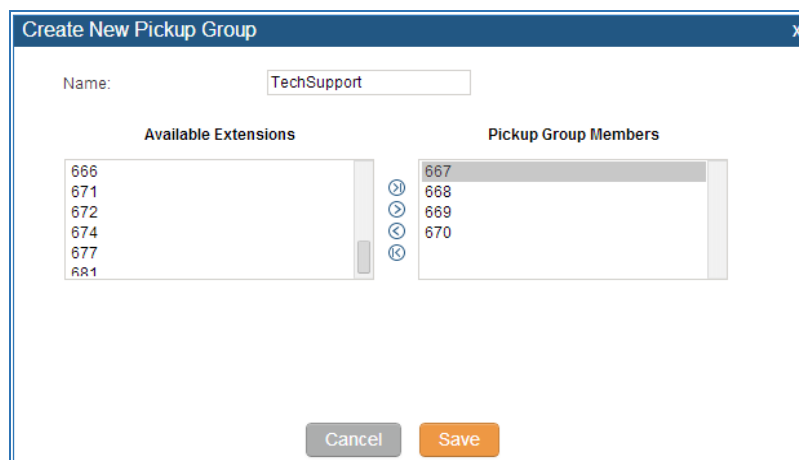 Create New Pickup Group x
Name: TechSupport
Available Extensions
Pickup Group Members
666
671
672
674
677
681
667
668
669
670
Cancel
Save